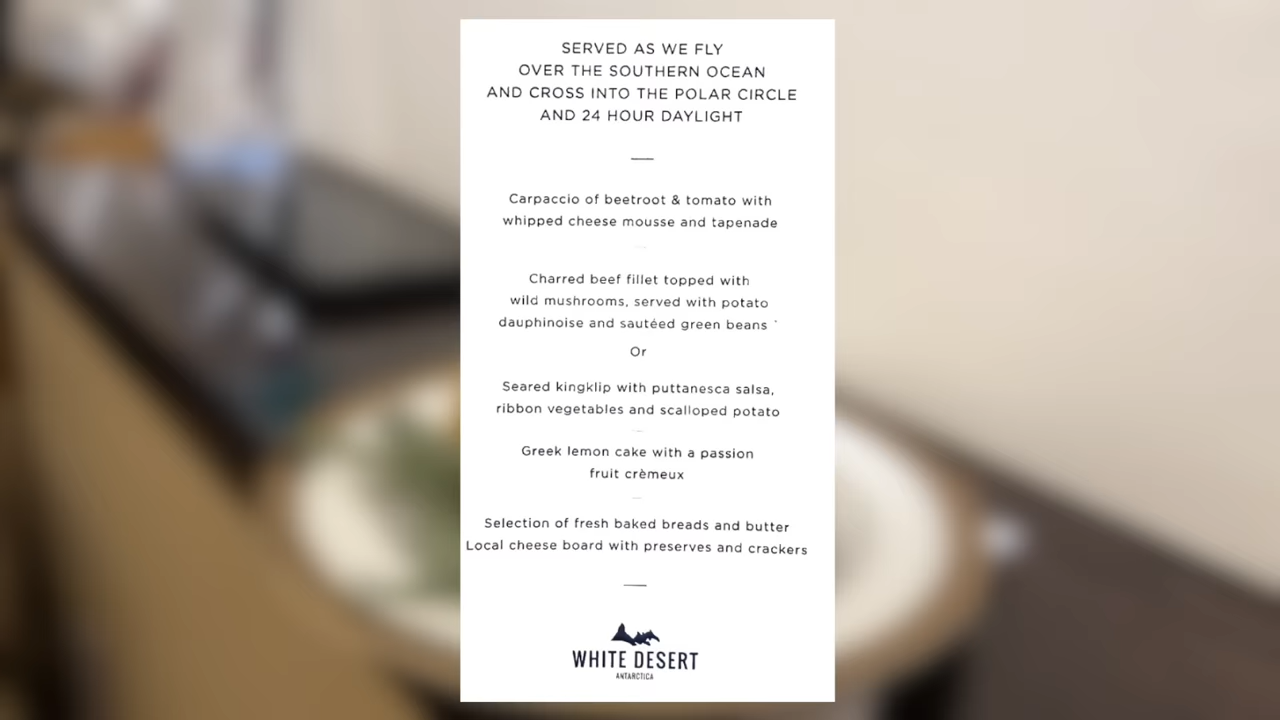 SERVED AS WE FLY
OVER THE SOUTHERN OCEAN
AND CROSS INTO THE POLAR CIRCLE
AND 24 HOUR DAYLIGHT
Carpaccio of beetroot & tomato with
whipped cheese mousse and tapenade
Charred beef fillet topped with
wild mushrooms, served with potato
dauphinoise and sautéed green beans
Or
Seared kingklip with puttanesca salsa,
ribbon vegetables and scalloped potato
Greek lemon cake with a passion
fruit crèmeux
Selection of fresh baked breads and butter
Local cheese board with preserves and crackers
WHITE DESERT
ANTARCTICA